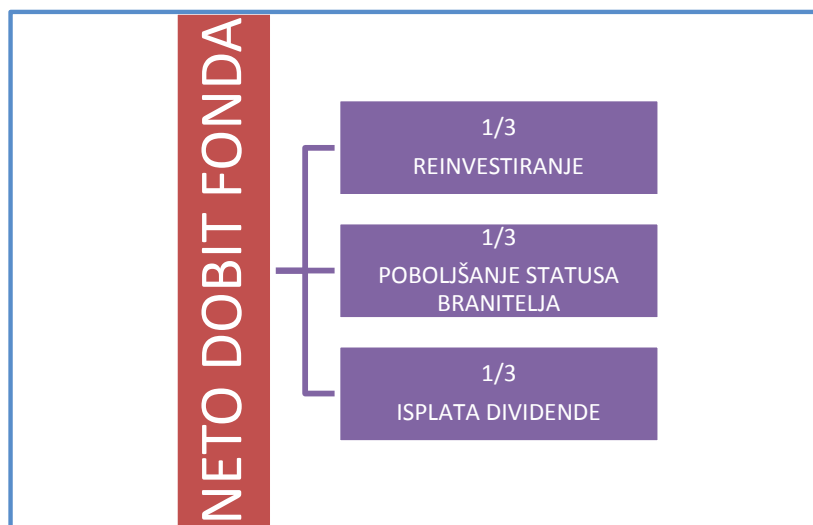 NETO DOBIT FONDA
1/3
REINVESTIRANJE
1/3
POBOLJŠANJE STATUSA
BRANITELJA
1/3
ISPLATA DIVIDENDE